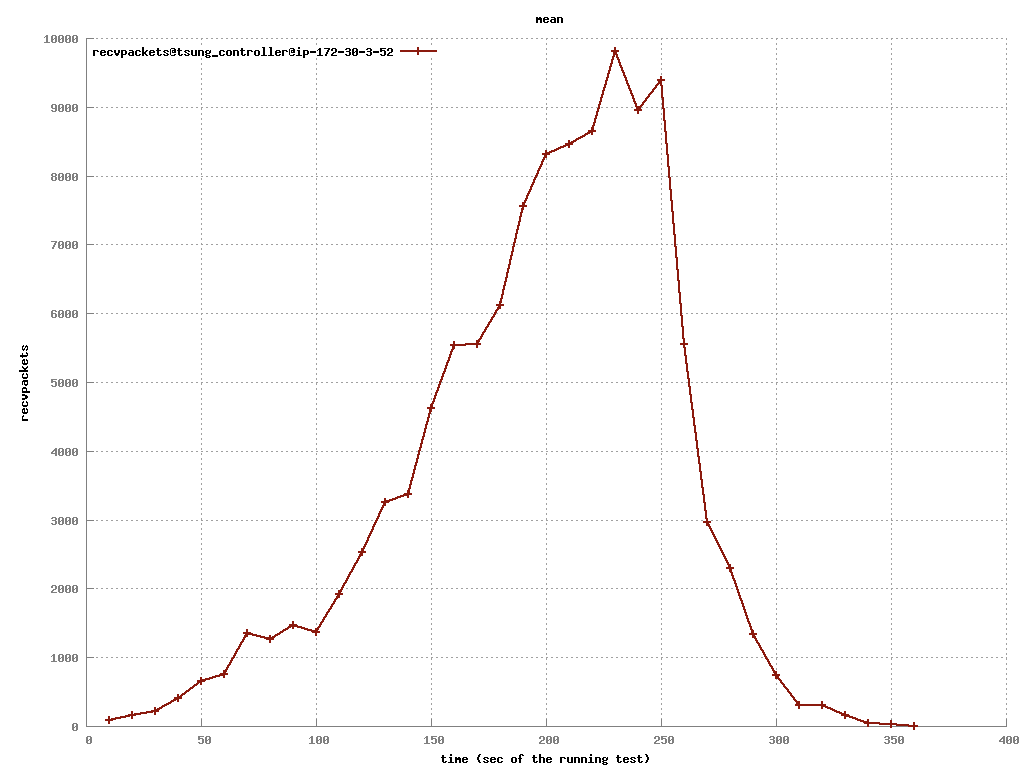 mean
recvpackets@tsung_controller@ip-172-30-3-52
10000
9000
8000
7000
6000
5000
4000
3000
2000
1000
0
recvpackets
0 50 100 150 200 250 300 350 400
time (sec of the running test)